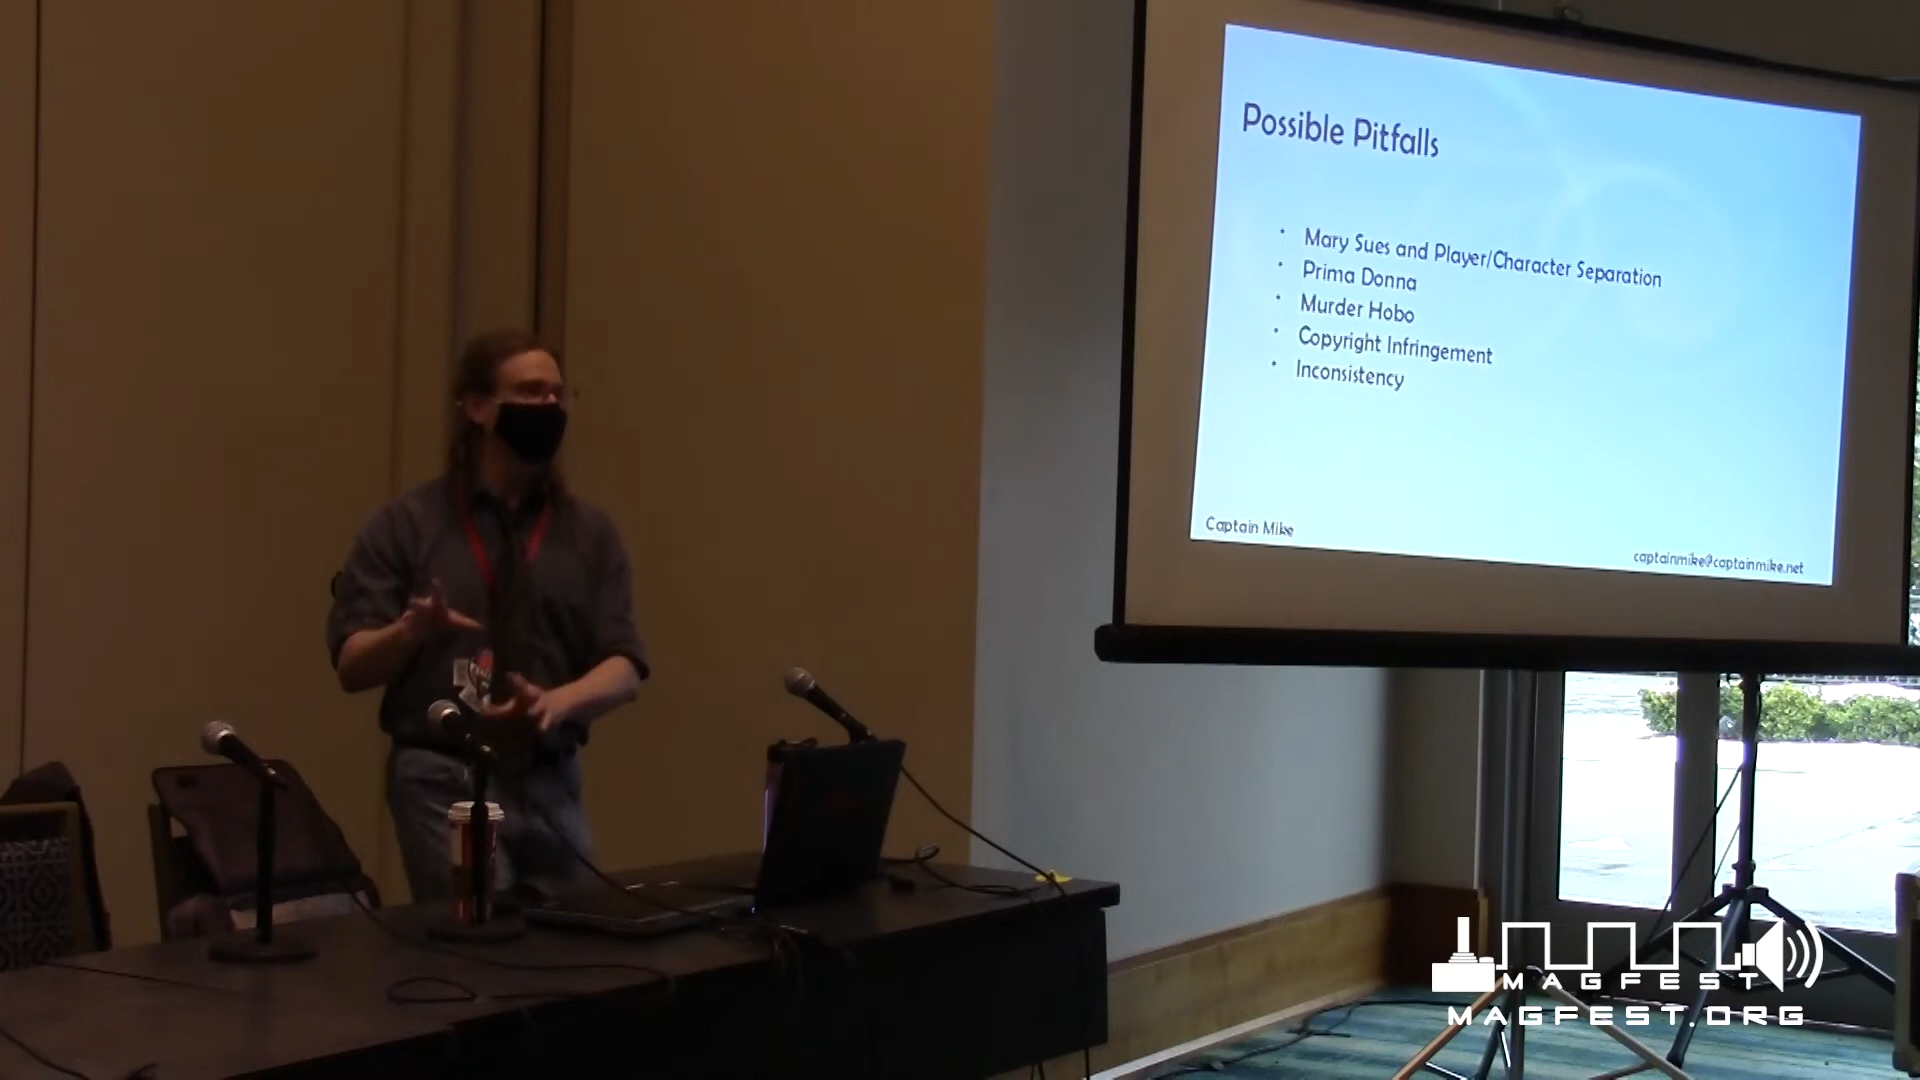 Possible Pitfalls
Mary Sues and Player/Character Separation
Prima Donna
Murder Hobo
Copyright Infringement
Inconsistency
Captain Mike
captainmike@captainmike.net
MAGFEST
MAGFEST.ORG